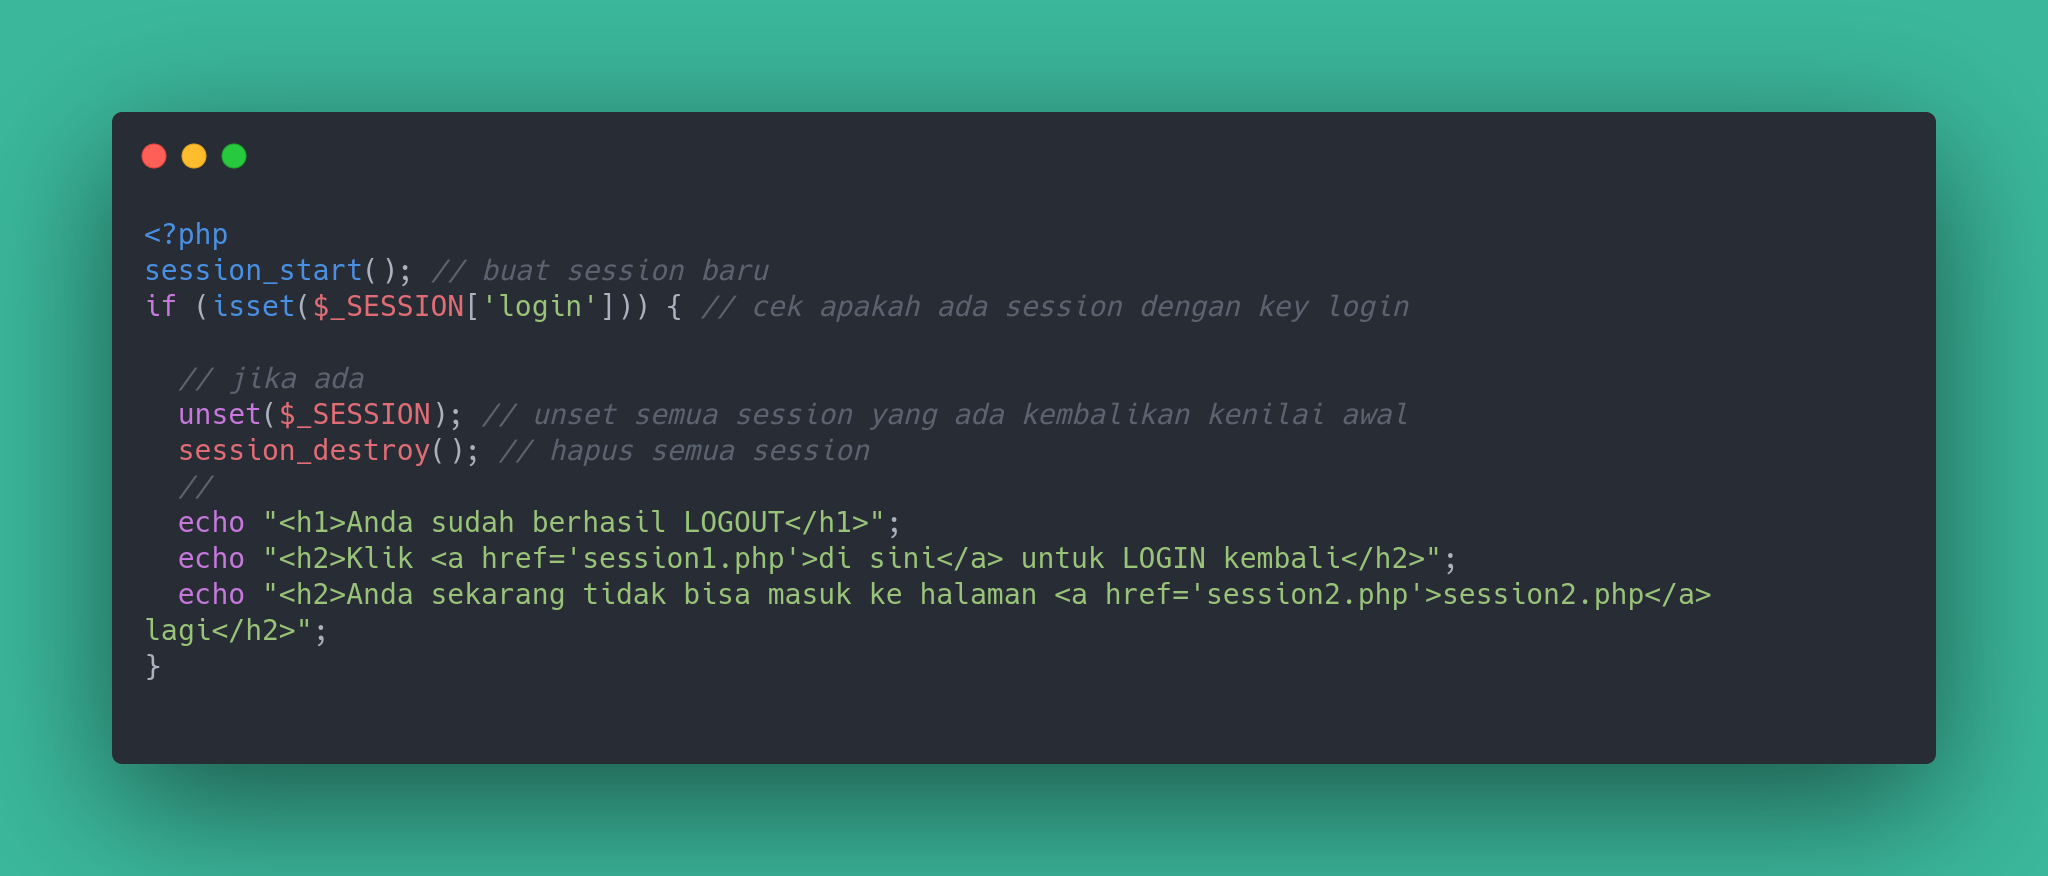 <?php
session_start(); // buat session baru
if (isset($_SESSION['login'])) { // cek apakah ada session dengan key login

  // jika ada
  unset($_SESSION); // unset semua session yang ada kembalikan kenilai awal
  session_destroy(); // hapus semua session
  //
  echo "<h1>Anda sudah berhasil LOGOUT</h1>";
  echo "<h2>Klik <a href='session1.php'>di sini</a> untuk LOGIN kembali</h2>";
  echo "<h2>Anda sekarang tidak bisa masuk ke halaman <a href='session2.php'>session2.php</a>
lagi</h2>";
}